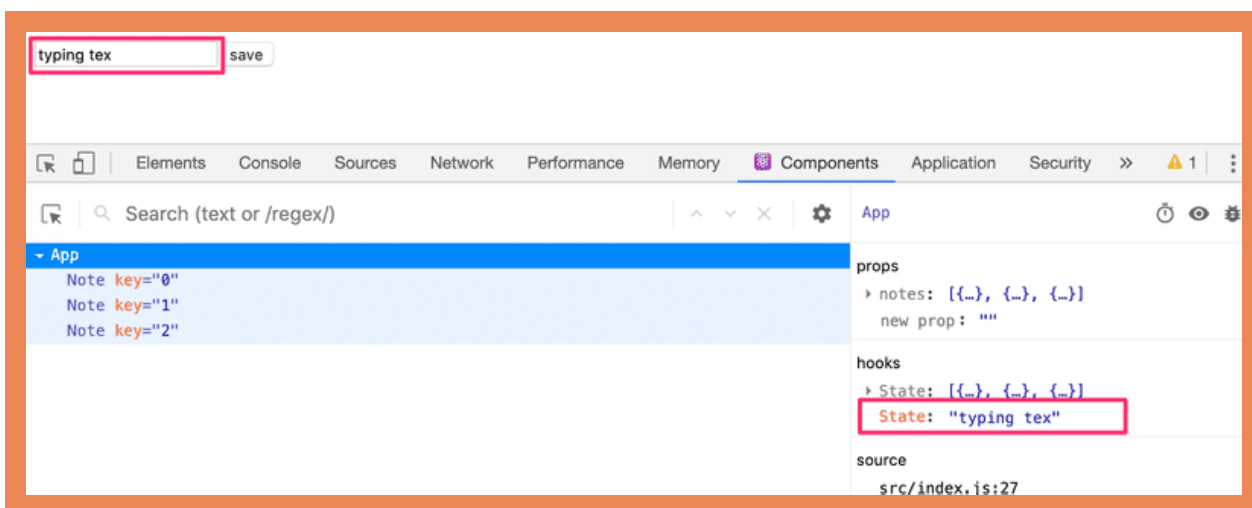 typing tex save
Elements Console Sources Network Performance Memory Components Application Security » 1
Search (text or /regex/)
App
App
Note key="0"
Note key="1"
Note key="2"
props
notes: [{…}, {…}, {…}]
new prop: ""
hooks
State: [{…}, {…}, {…}]
State: "typing tex"
source
src/index.js:27